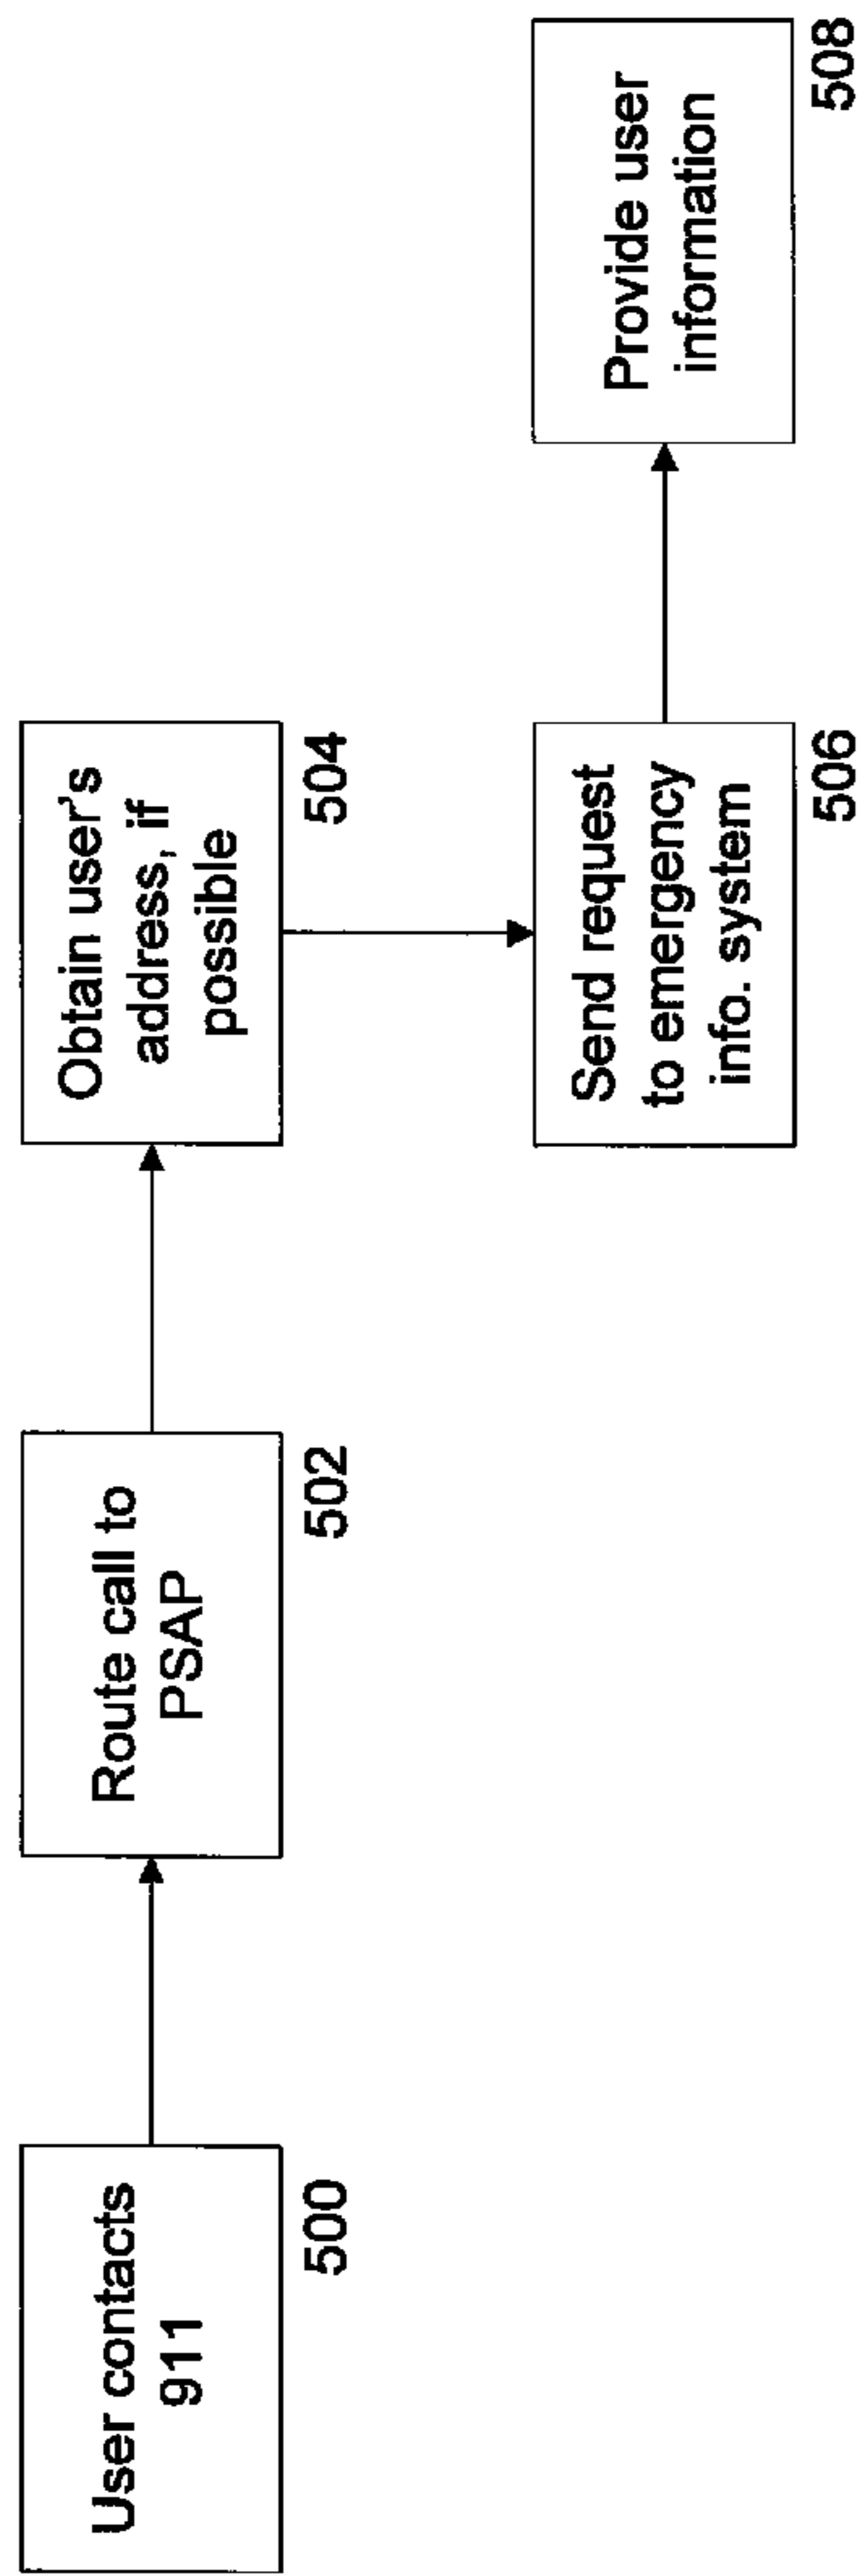 User contacts
911
500
Route call to
PSAP
502
Obtain user's
address, if
possible
504
Send request
to emergency
info. system
506
Provide user
information
508